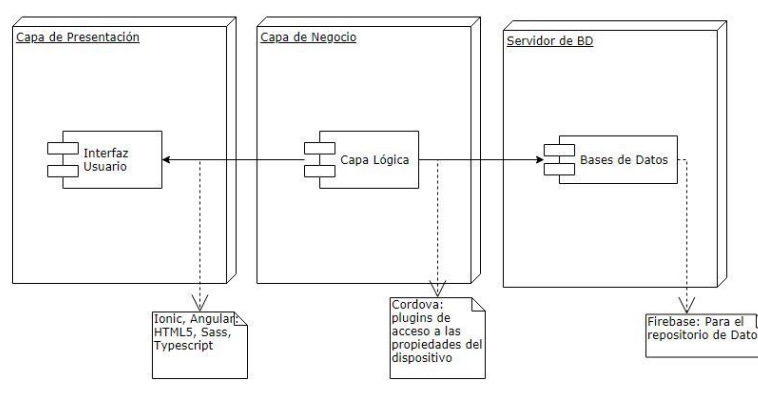 Capa de Presentación
Capa de Negocio
Servidor de BD
Interfaz
Usuario
Capa Lógica
Bases de Datos
Ionic, Angular:
HTML5, Sass,
Typescript
Cordova:
plugins de
acceso a las
propiedades del
dispositivo
Firebase: Para el
repositorio de Dato